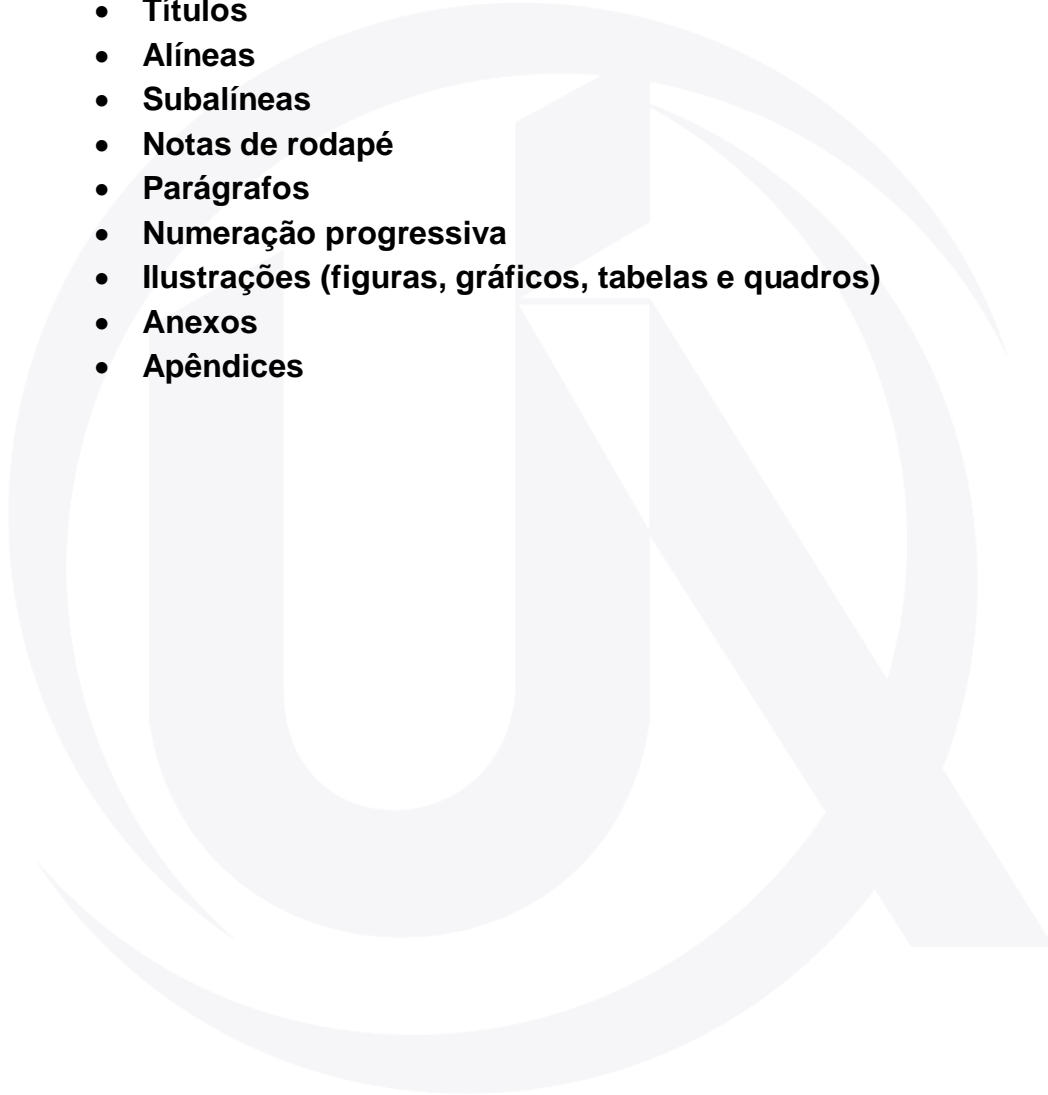 • Títulos
• Alíneas
• Subalíneas
• Notas de rodapé
• Parágrafos
• Numeração progressiva
• Ilustrações (figuras, gráficos, tabelas e quadros)
• Anexos
• Apêndices